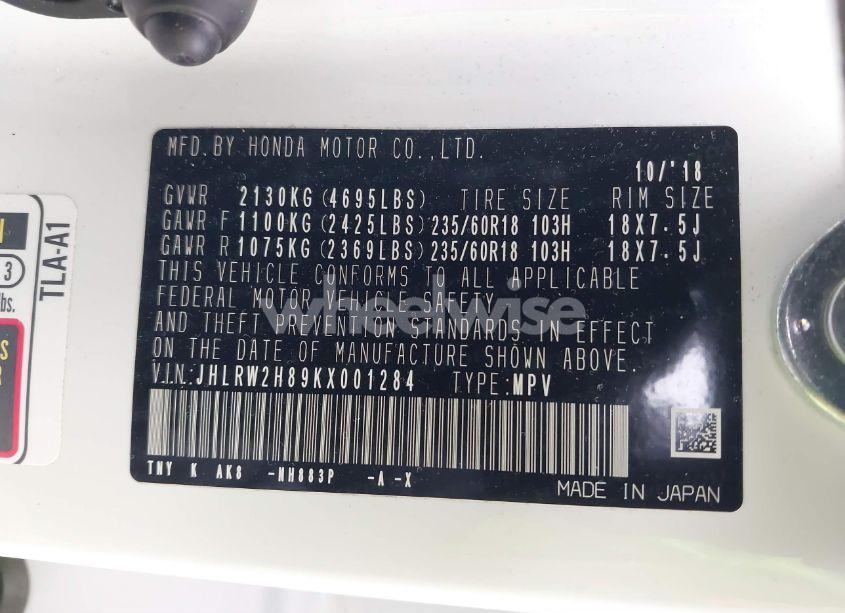 MFD. BY HONDA MOTOR CO.,LTD.
10/'18
GVWR 2130KG (4695LBS) TIRE SIZE RIM SIZE
GAWR F 1100KG (2425LBS) 235/60R18 103H 18X7.5J
GAWR R 1075KG (2369LBS) 235/60R18 103H 18X7.5J
THIS VEHICLE CONFORMS TO ALL APPLICABLE
FEDERAL MOTOR VEHICLE SAFETY
AND THEFT PREVENTION STANDARDS IN EFFECT
ON THE DATE OF MANUFACTURE SHOWN ABOVE.
V.I.N.:JHLRW2H89KX001284 TYPE:MPV
TNY K AK8 -NH883P -A -X
MADE IN JAPAN
TLA-A1
3
lbs.
wheelwise